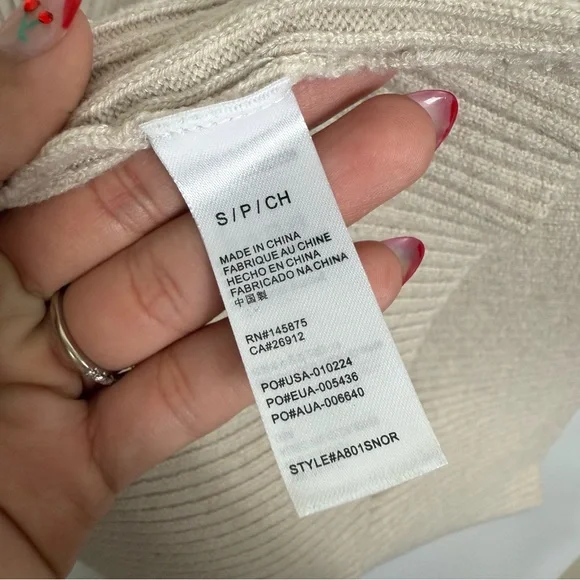 S/P/CH
MADE IN CHINA
FABRIQUE AU CHINE
HECHO EN CHINA
FABRICADO NA CHINA
中国製
RN#145875
CA#26912
PO#USA-010224
PO#EUA-005436
PO#AUA-006640
STYLE#A801SNOR